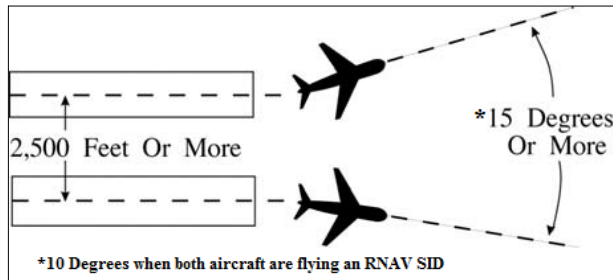 *15 Degrees
Or More
2,500 Feet Or More
*10 Degrees when both aircraft are flying an RNAV SID